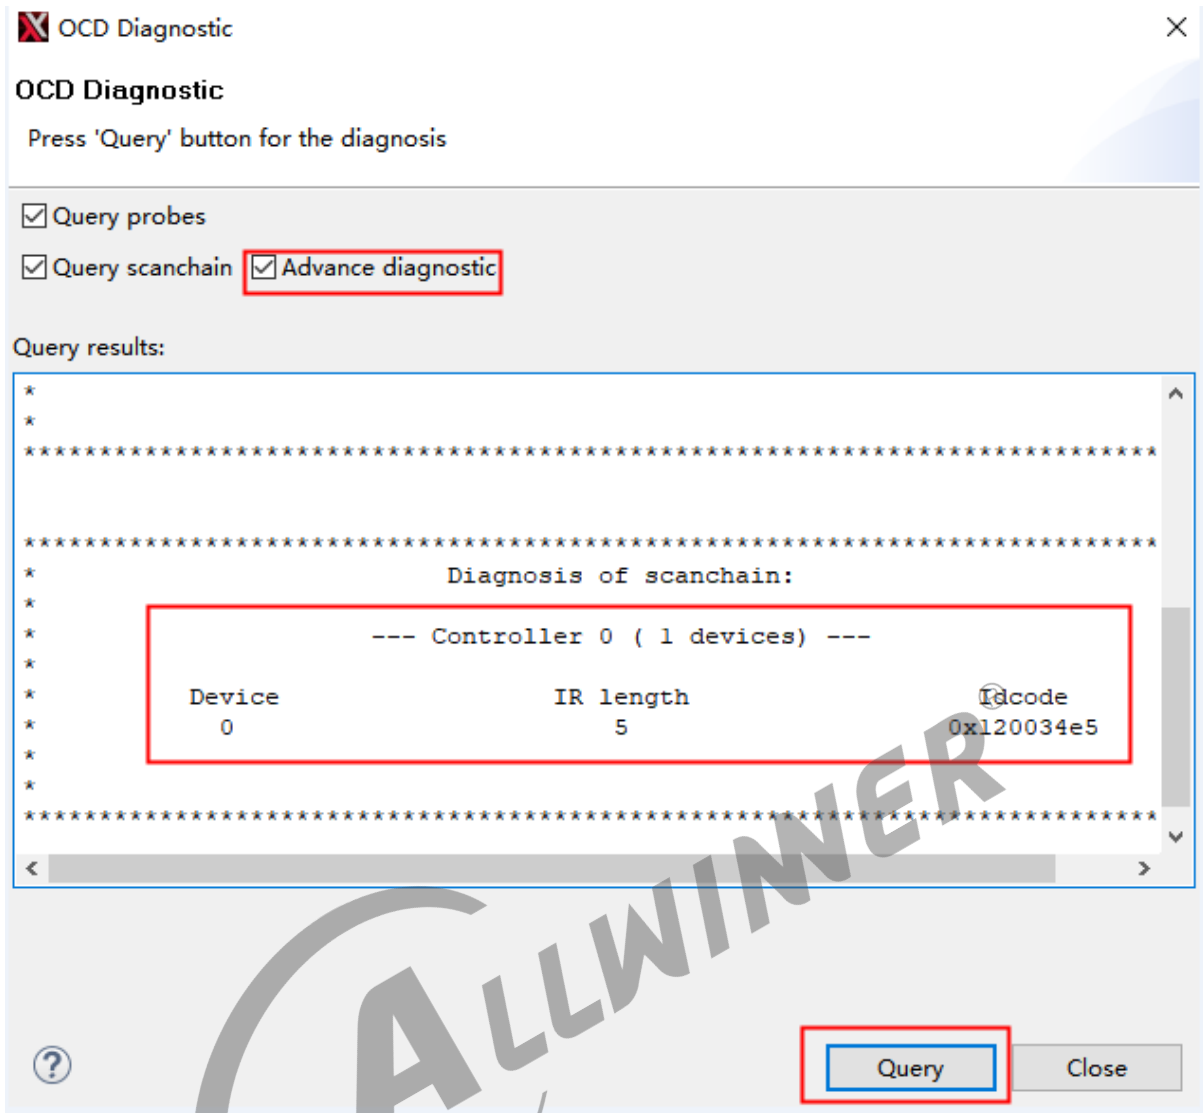 OCD Diagnostic
OCD Diagnostic
Press 'Query' button for the diagnosis
Query probes
Query scanchain Advance diagnostic
Query results:
*
*
***************************************************************************
***************************************************************************
* Diagnosis of scanchain:
*
* --- Controller 0 ( 1 devices) ---
*
* Device IR length Idcode
* 0 5 0x120034e5
*
*
***************************************************************************
ALLWINNER®
? Query Close